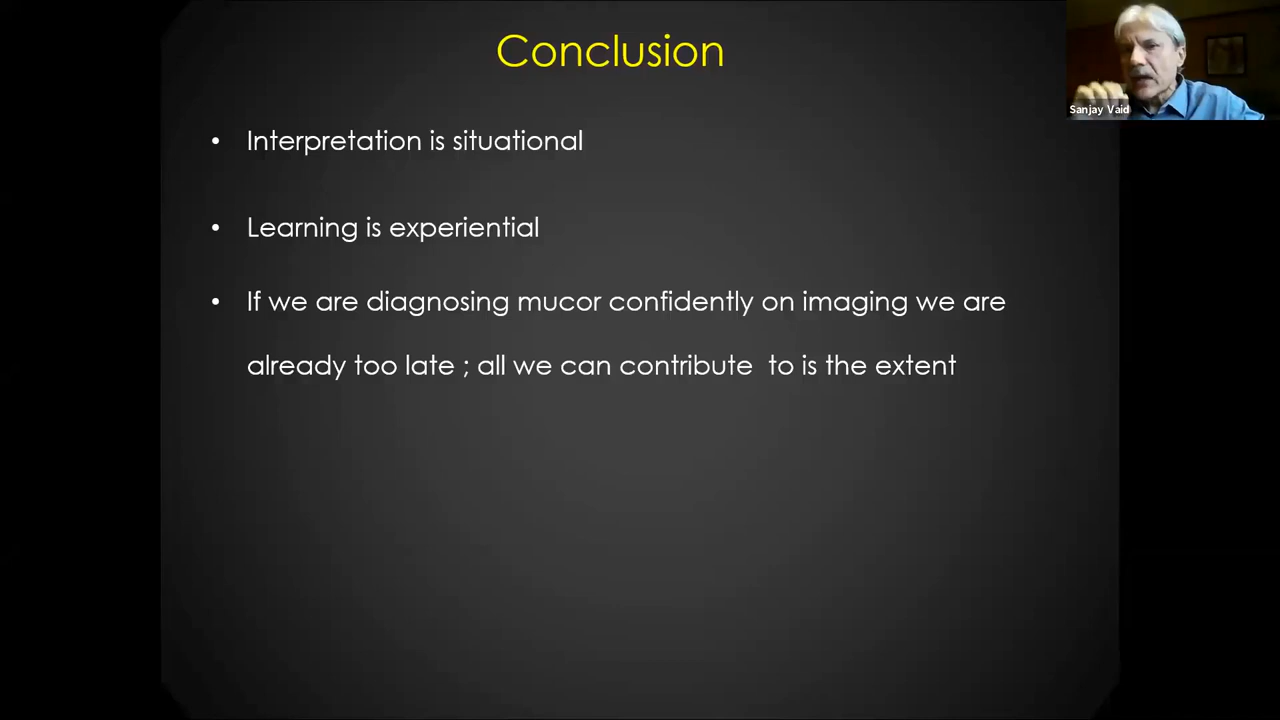 Conclusion
Sanjay Vaid
• Interpretation is situational
• Learning is experiential
• If we are diagnosing mucor confidently on imaging we are
already too late ; all we can contribute  to is the extent